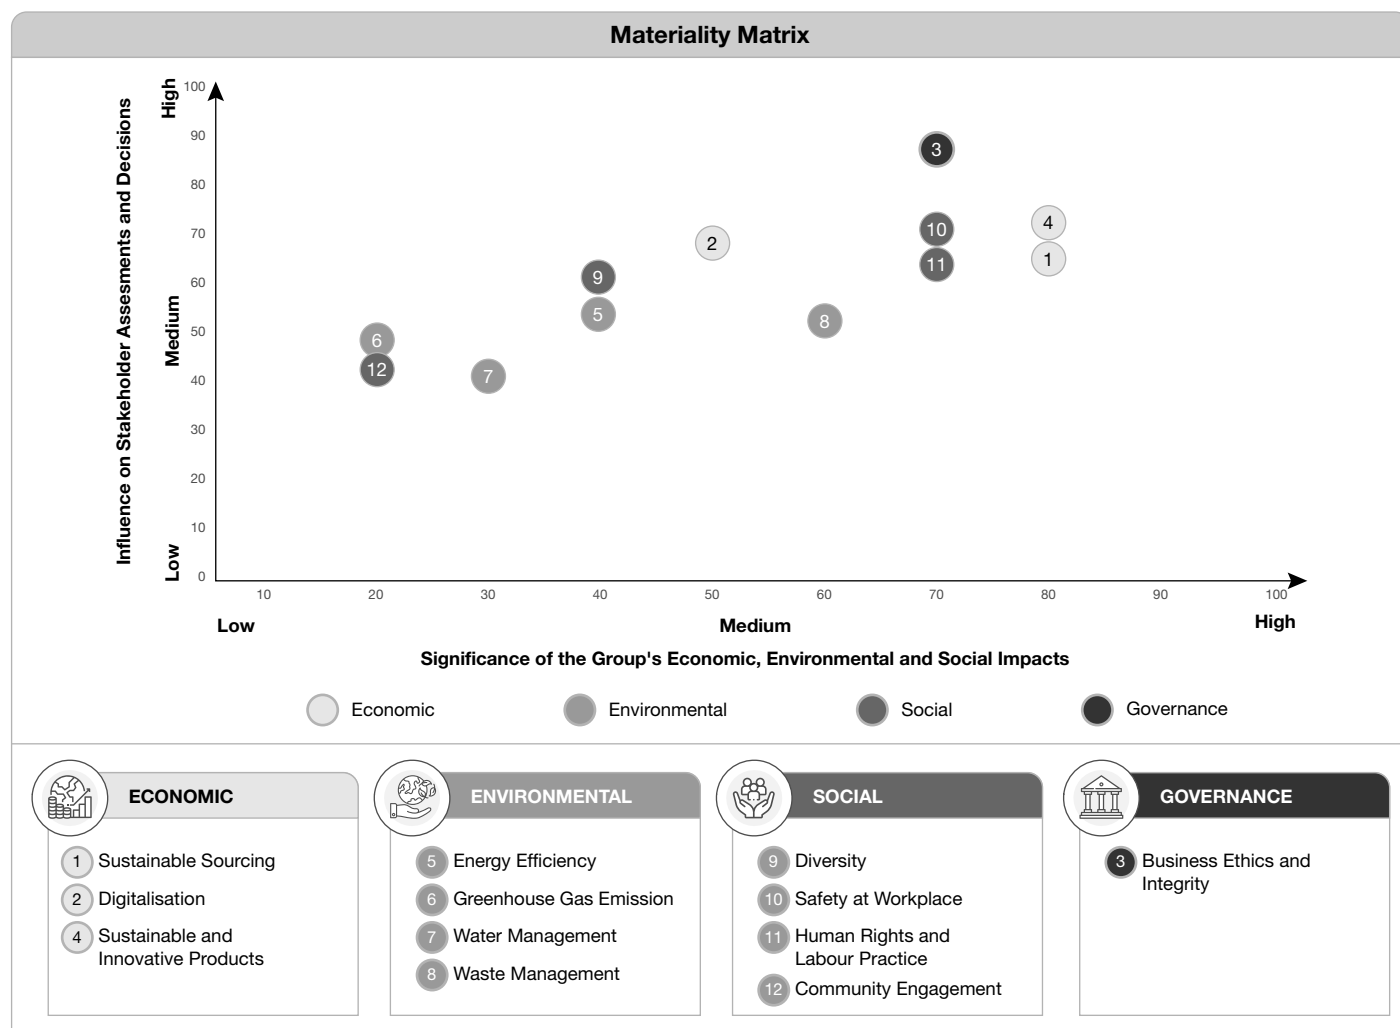 Materiality Matrix
Influence on Stakeholder Assesments and Decisions
High
Medium
Low
100
90
80
70
60
50
40
30
20
10
0
3
4
10
2
1
11
9
5
8
6
12
7
10 20 30 40 50 60 70 80 90 100
Low Medium High
Significance of the Group's Economic, Environmental and Social Impacts
Economic Environmental Social Governance
ECONOMIC
1 Sustainable Sourcing
2 Digitalisation
4 Sustainable and
Innovative Products
ENVIRONMENTAL
5 Energy Efficiency
6 Greenhouse Gas Emission
7 Water Management
8 Waste Management
SOCIAL
9 Diversity
10 Safety at Workplace
11 Human Rights and
Labour Practice
12 Community Engagement
GOVERNANCE
3 Business Ethics and
Integrity